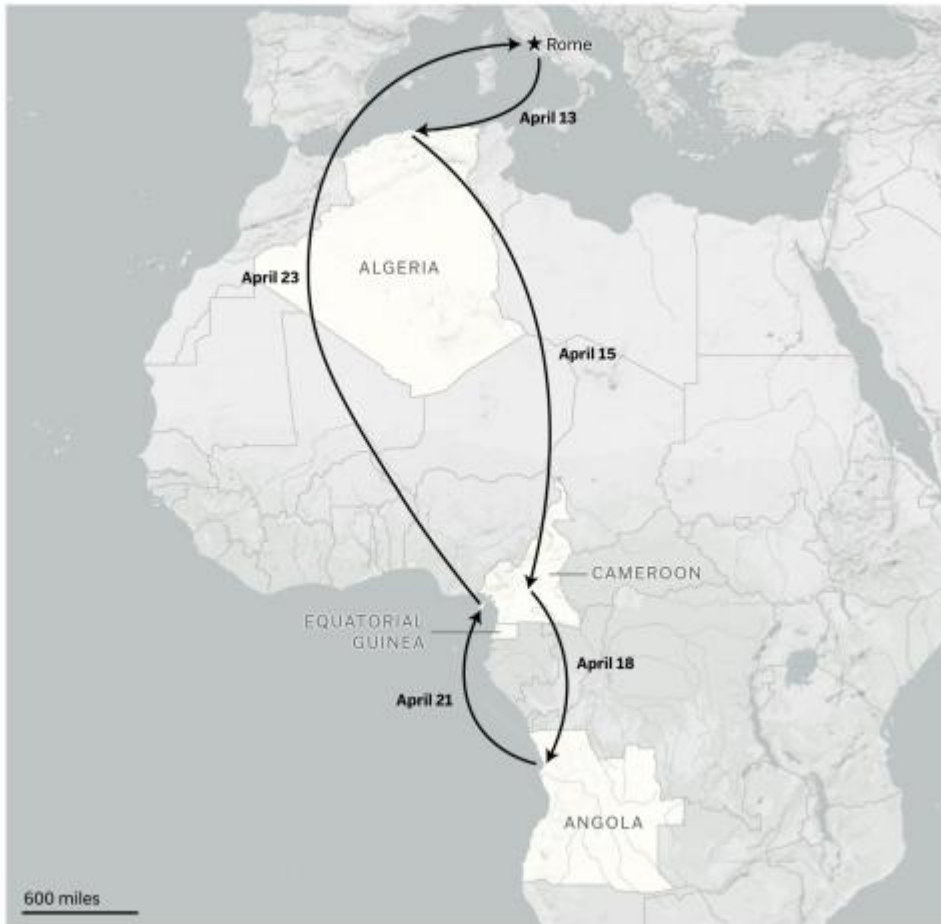 Rome
April 13
ALGERIA
April 23
April 15
CAMEROON
EQUATORIAL
GUINEA
April 18
April 21
ANGOLA
600 miles